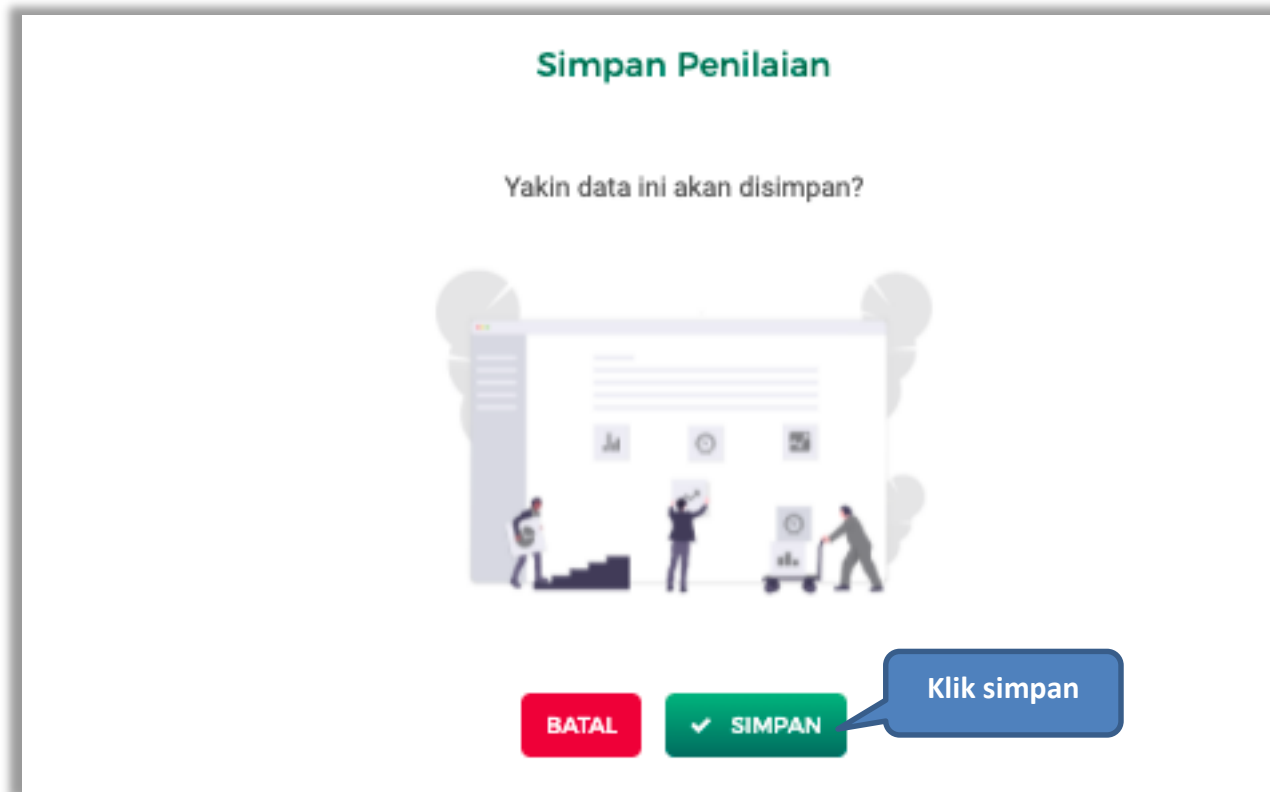 Simpan Penilaian
Yakin data ini akan disimpan?
Klik simpan
BATAL
SIMPAN